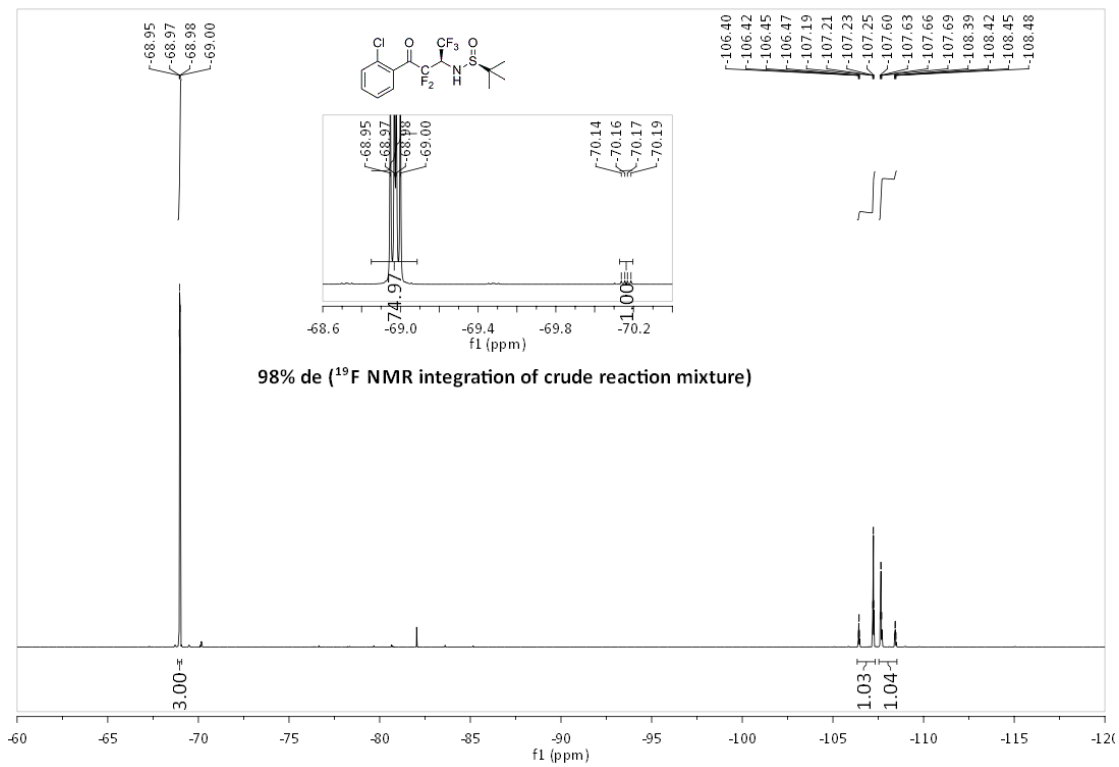 -68.95
-68.97
-68.98
-69.00
-106.40
-106.42
-106.45
-106.47
-107.19
-107.21
-107.23
-107.25
-107.60
-107.63
-107.66
-107.69
-108.39
-108.42
-108.45
-108.48
Cl
O
CF3
F2
N
H
S
O
-68.95
-68.97
-68.98
-69.00
-70.14
-70.16
-70.17
-70.19
74.97
1.00
-68.6 -69.0 -69.4 -69.8 -70.2
f1 (ppm)
98% de (19F NMR integration of crude reaction mixture)
3.00
1.03
1.04
-60 -65 -70 -75 -80 -85 -90 -95 -100 -105 -110 -115 -120
f1 (ppm)